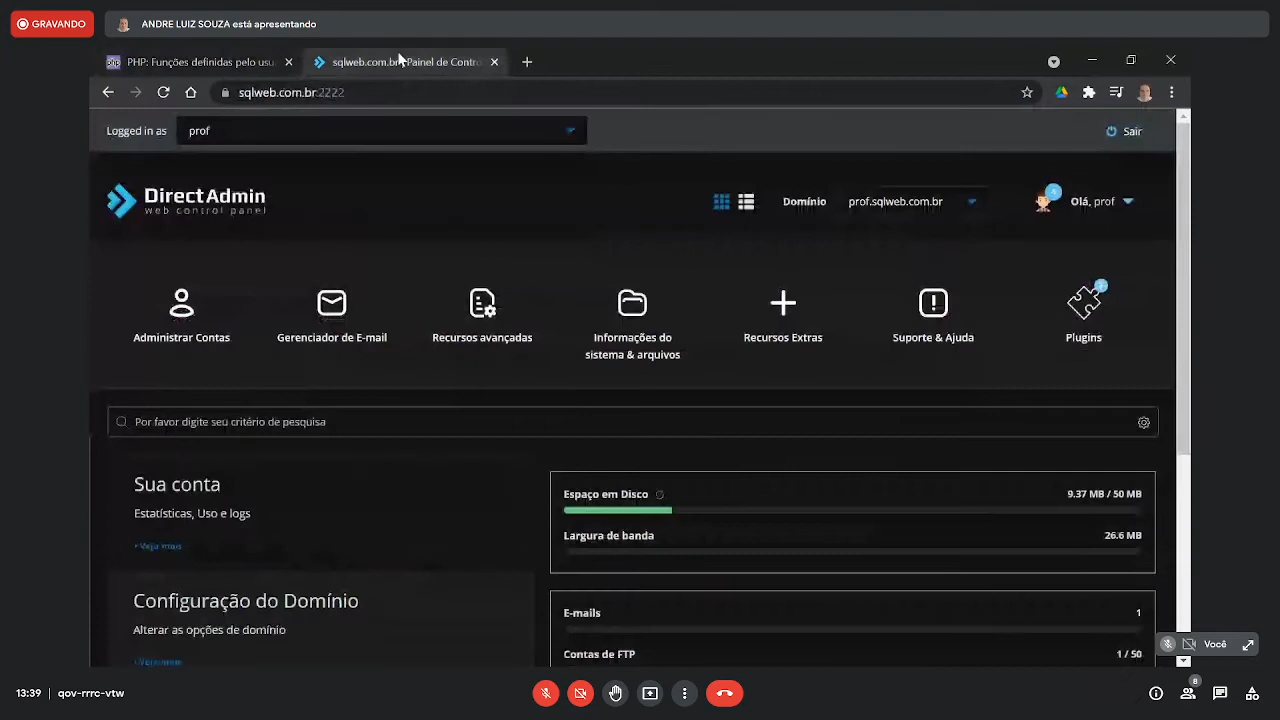 GRAVANDO
ANDRE LUIZ SOUZA está apresentando
PHP: Funções definidas pelo usu
sqlweb.com.br - Painel de Contro
sqlweb.com.br:2222
Logged in as
prof
Sair
DirectAdmin
web control panel
Domínio
prof.sqlweb.com.br
Olá, prof
Administrar Contas
Gerenciador de E-mail
Recursos avançadas
Informações do
sistema & arquivos
Recursos Extras
Suporte & Ajuda
Plugins
Por favor digite seu critério de pesquisa
Sua conta
Estatísticas, Uso e logs
Veja mais
Espaço em Disco
9.37 MB / 50 MB
Largura de banda
26.6 MB
Configuração do Domínio
Alterar as opções de domínio
E-mails
1
Contas de FTP
1 / 50
Você
13:39
qov-rrrc-vtw
8